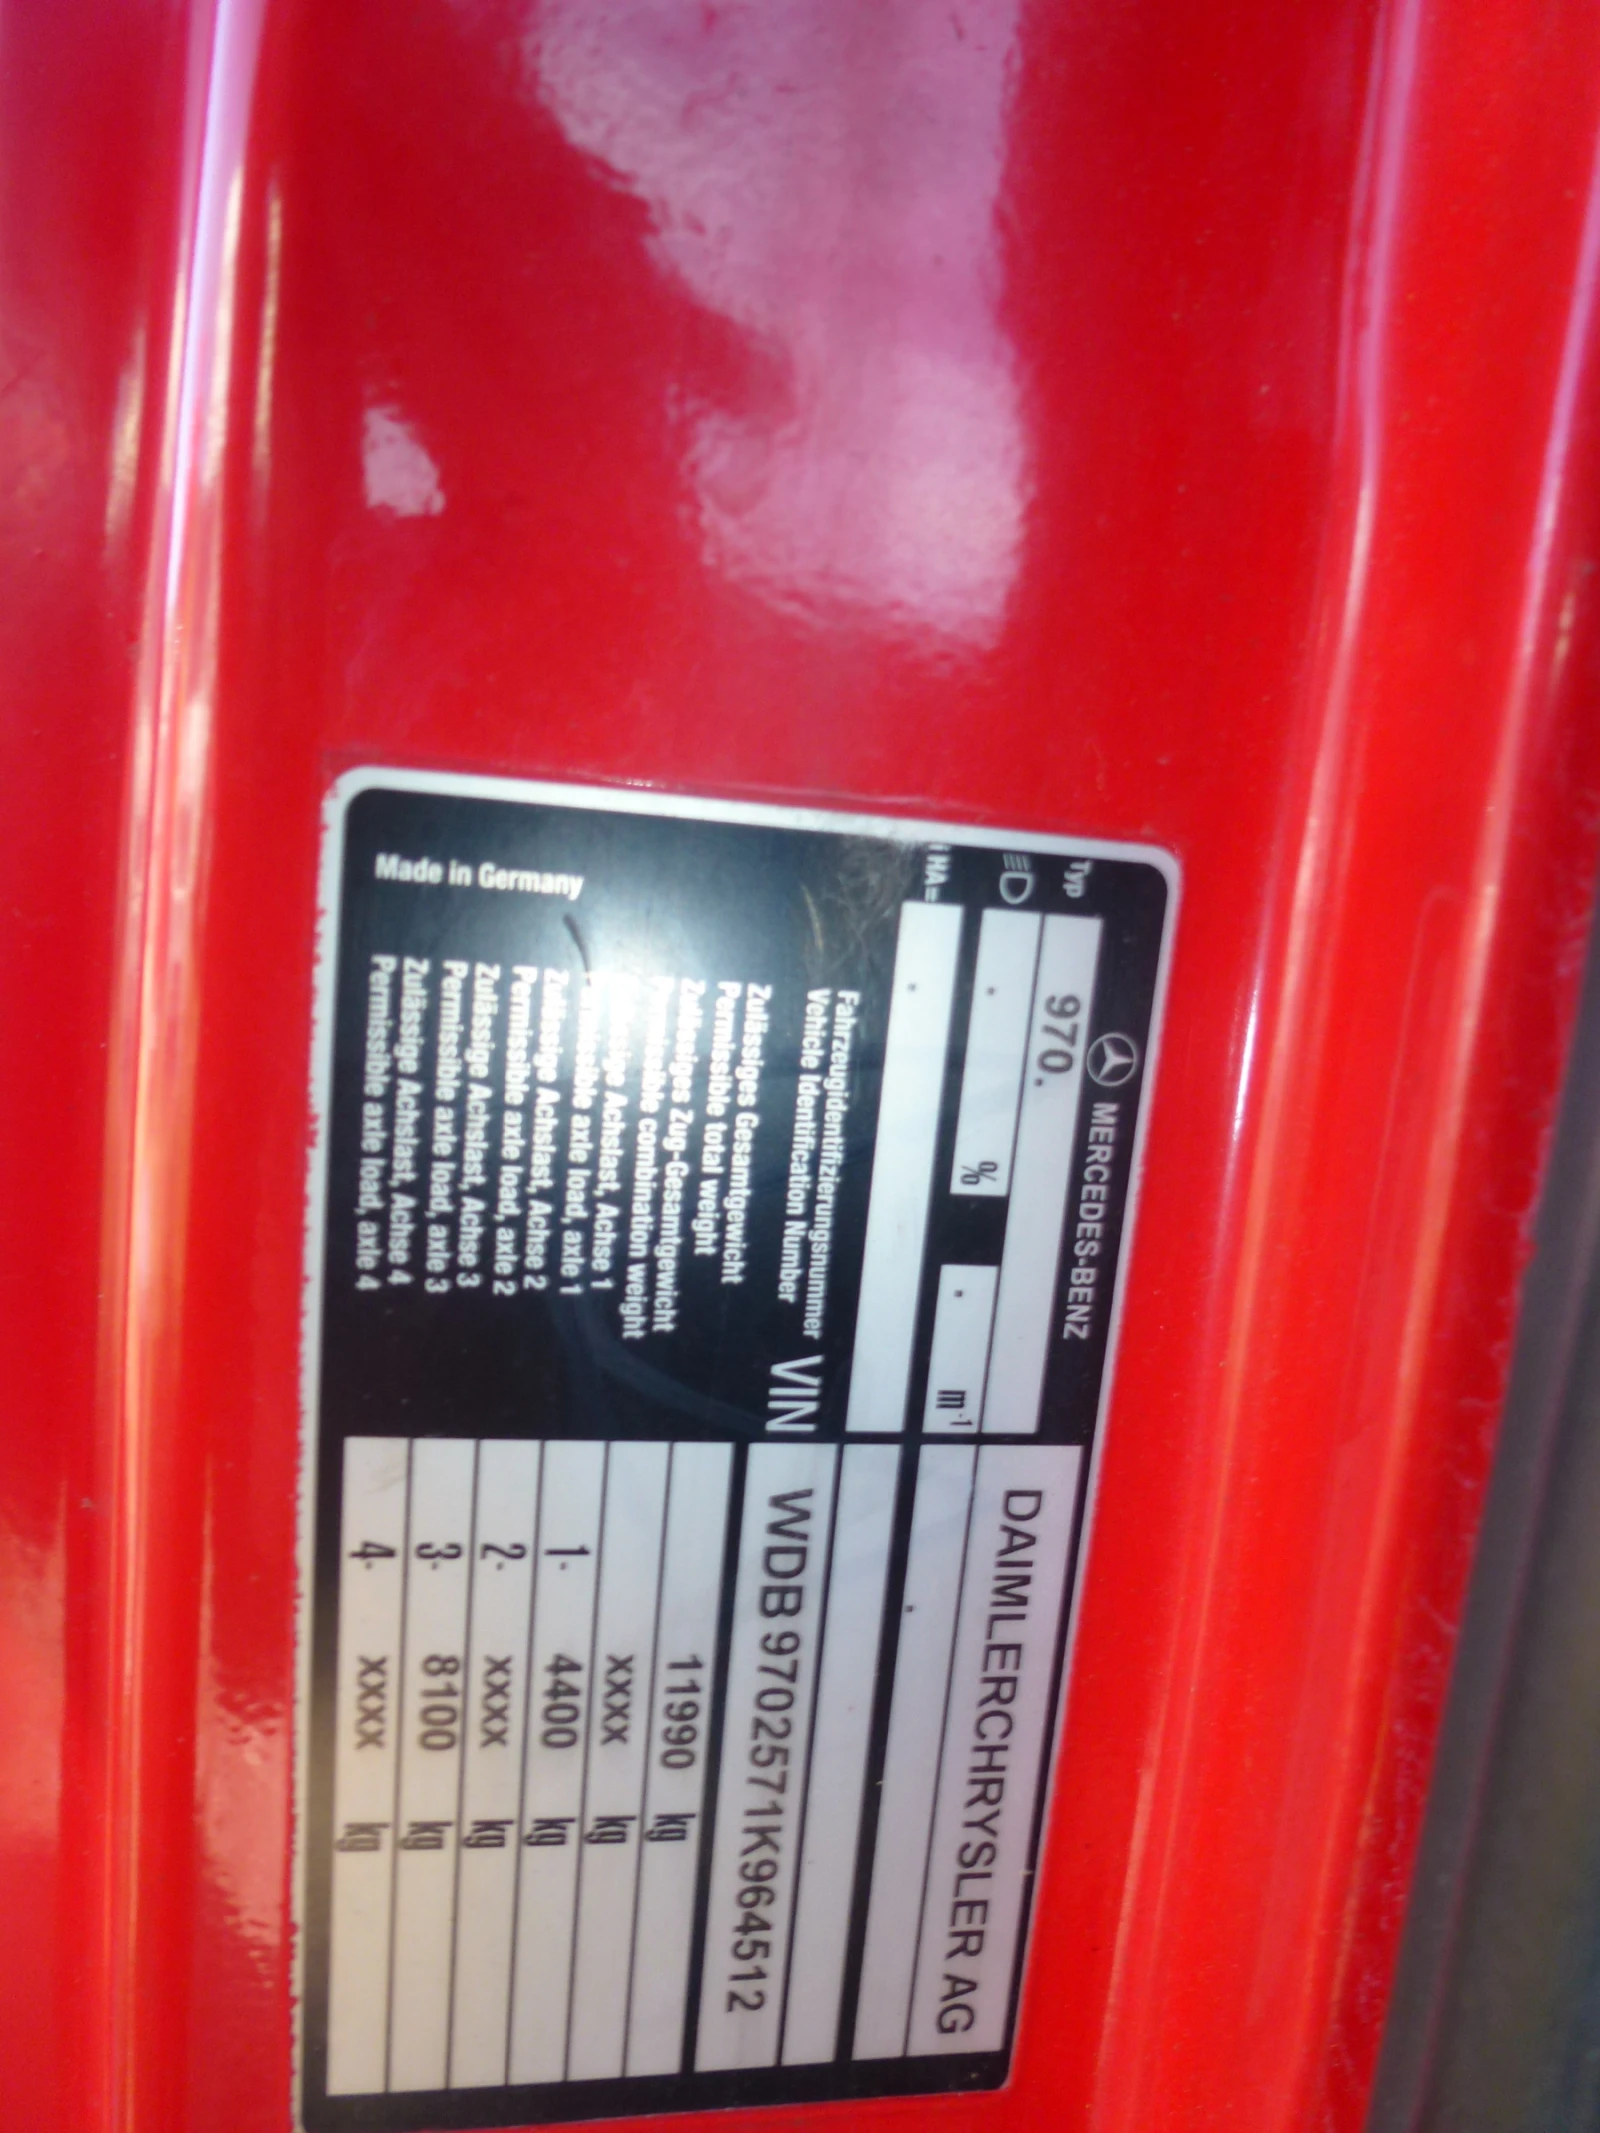 MERCEDES-BENZ
DAIMLERCHRYSLER AG
Typ 970.
. % . m-1
i HA= . .
Fahrzeugidentifizierungsnummer
Vehicle Identification Number VIN WDB9702571K964512
Zulässiges Gesamtgewicht
Permissible total weight 11990 kg
Zulässiges Zug-Gesamtgewicht
Permissible combination weight xxxx kg
Zulässige Achslast, Achse 1
Permissible axle load, axle 1 1- 4400 kg
Zulässige Achslast, Achse 2
Permissible axle load, axle 2 2- xxxx kg
Zulässige Achslast, Achse 3
Permissible axle load, axle 3 3- 8100 kg
Zulässige Achslast, Achse 4
Permissible axle load, axle 4 4- xxxx kg
Made in Germany